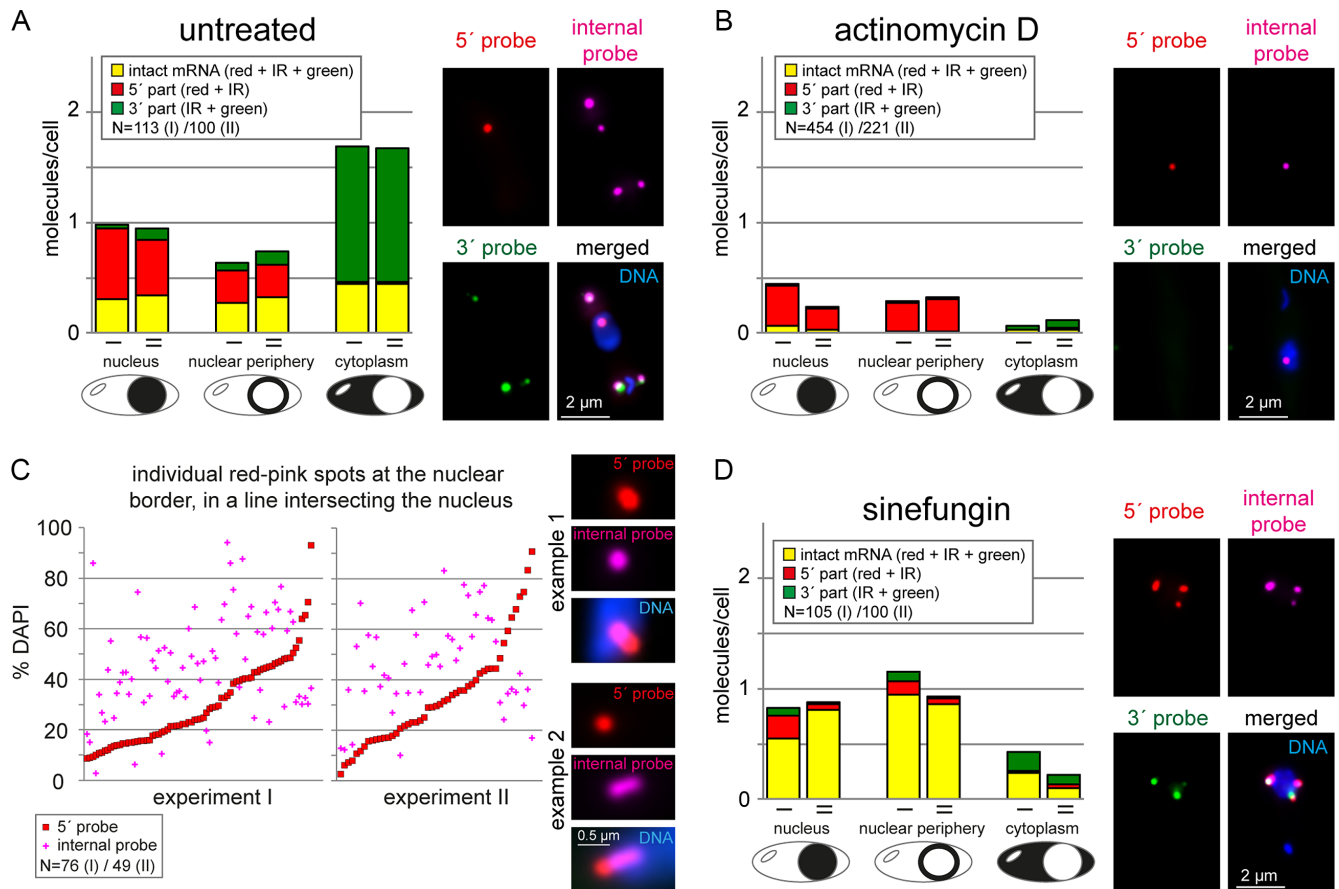 A
untreated
intact mRNA (red + IR + green)
5´ part (red + IR)
3´ part (IR + green)
N=113 (I) /100 (II)
molecules/cell
2
1
0
I
II
I
II
I
II
nucleus
nuclear periphery
cytoplasm
5´ probe
internal
probe
3´ probe
merged
DNA
2 µm
B
actinomycin D
intact mRNA (red + IR + green)
5´ part (red + IR)
3´ part (IR + green)
N=454 (I) /221 (II)
molecules/cell
2
1
0
I
II
I
II
I
II
nucleus
nuclear periphery
cytoplasm
5´ probe
internal
probe
3´ probe
merged
DNA
2 µm
C
individual red-pink spots at the nuclear
border, in a line intersecting the nucleus
% DAPI
100
80
60
40
20
0
experiment I
experiment II
5´ probe
internal probe
N=76 (I) / 49 (II)
example 1
5´ probe
internal probe
DNA
example 2
5´ probe
internal probe
0.5 µm
DNA
D
sinefungin
intact mRNA (red + IR + green)
5´ part (red + IR)
3´ part (IR + green)
N=105 (I) /100 (II)
molecules/cell
2
1
0
I
II
I
II
I
II
nucleus
nuclear periphery
cytoplasm
5´ probe
internal
probe
3´ probe
merged
DNA
2 µm